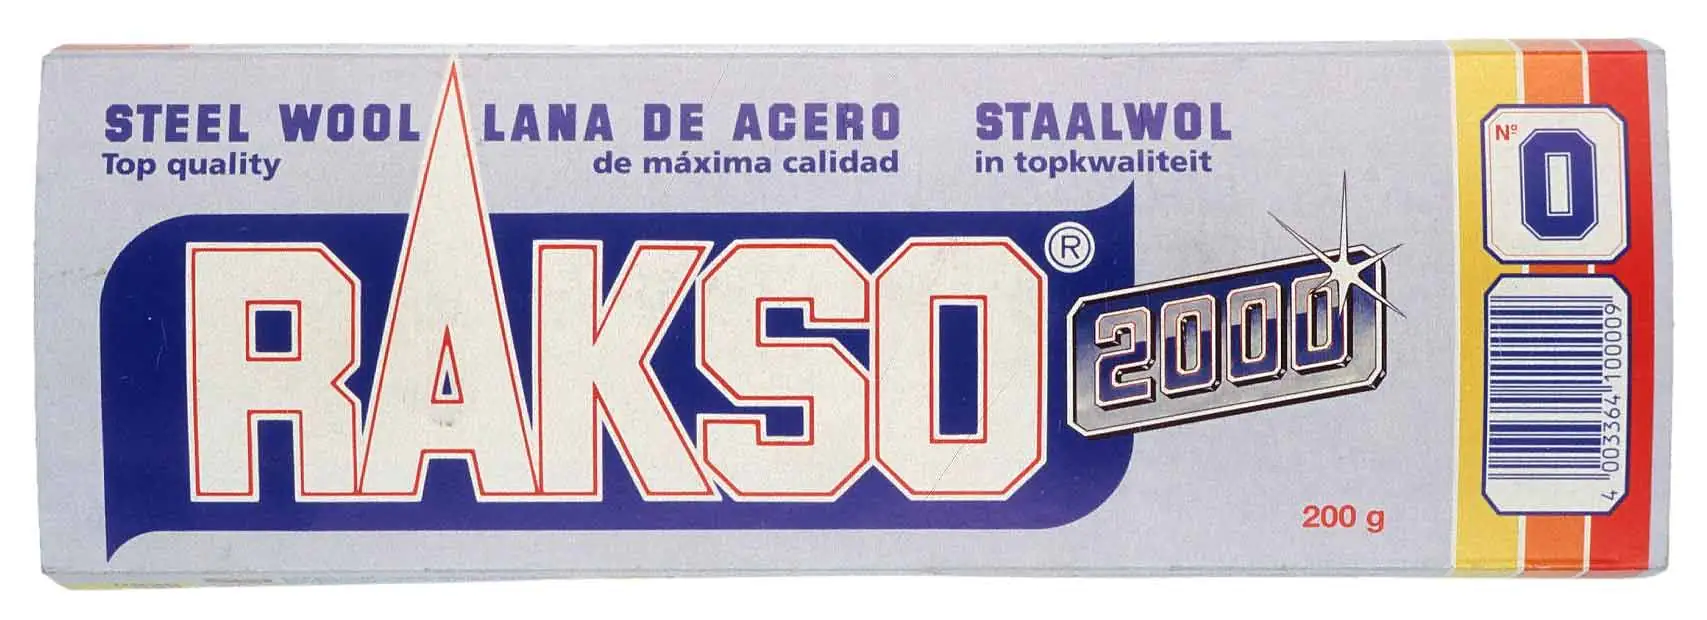 STEEL WOOL
Top quality
LANA DE ACERO
de máxima calidad
STAALWOL
in topkwaliteit
RAKSO®
2000
200 g
Nº
0
4 003364 100009